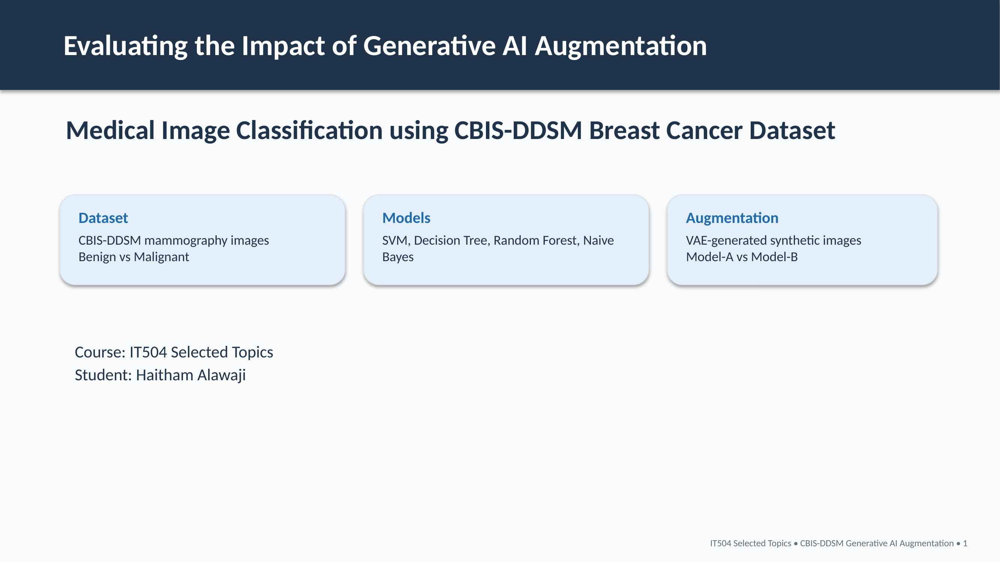 Evaluating the Impact of Generative AI Augmentation
Medical Image Classification using CBIS-DDSM Breast Cancer Dataset
Dataset
CBIS-DDSM mammography images
Benign vs Malignant
Models
SVM, Decision Tree, Random Forest, Naive
Bayes
Augmentation
VAE-generated synthetic images
Model-A vs Model-B
Course: IT504 Selected Topics
Student: Haitham Alawaji
IT504 Selected Topics • CBIS-DDSM Generative AI Augmentation • 1